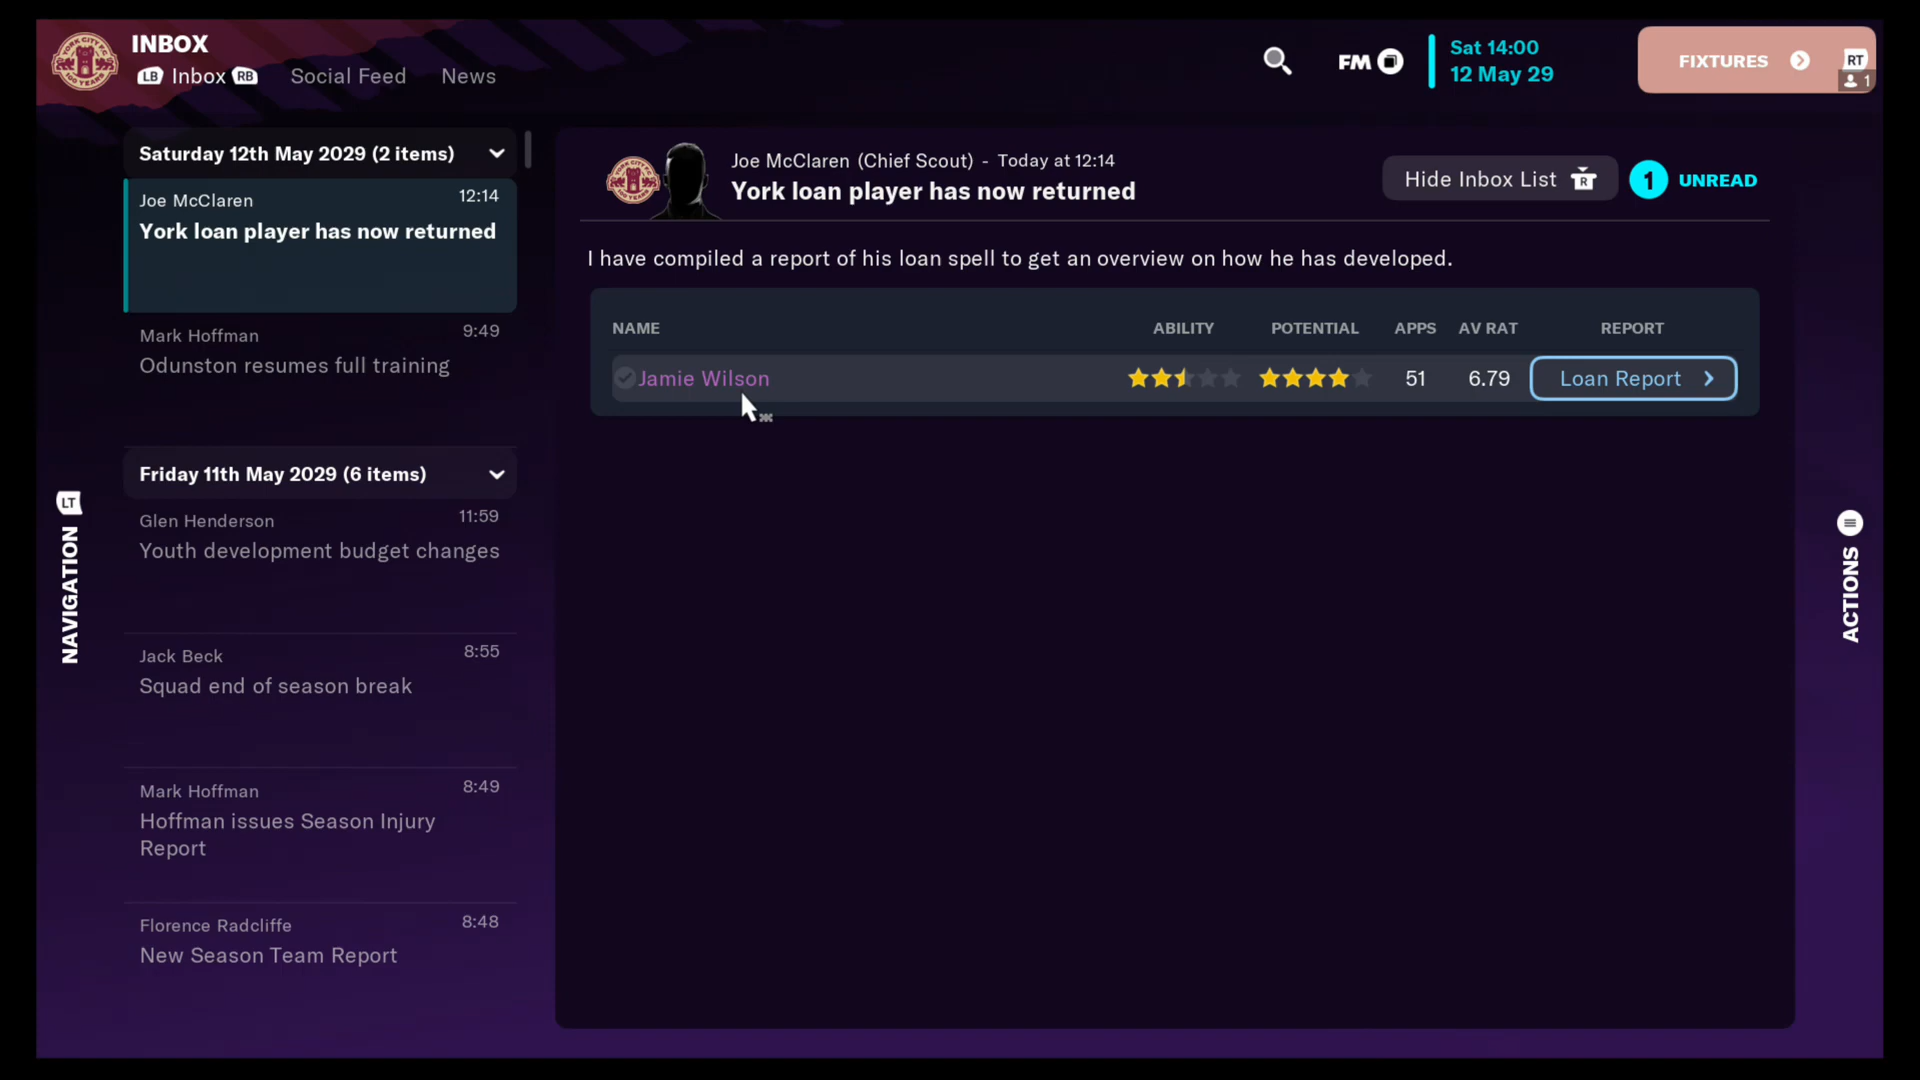 INBOX
LB Inbox RB Social Feed News
FM
Sat 14:00
12 May 29
FIXTURES RT
1
Saturday 12th May 2029 (2 items)
Joe McClaren 12:14
York loan player has now returned
Mark Hoffman 9:49
Odunston resumes full training
Friday 11th May 2029 (6 items)
Glen Henderson 11:59
Youth development budget changes
Jack Beck 8:55
Squad end of season break
Mark Hoffman 8:49
Hoffman issues Season Injury
Report
Florence Radcliffe 8:48
New Season Team Report
LT
NAVIGATION
Joe McClaren (Chief Scout) - Today at 12:14
York loan player has now returned
Hide Inbox List R
1 UNREAD
I have compiled a report of his loan spell to get an overview on how he has developed.
NAME ABILITY POTENTIAL APPS AV RAT REPORT
Jamie Wilson 51 6.79 Loan Report
ACTIONS
YORK CITY F.C.
100 YEARS